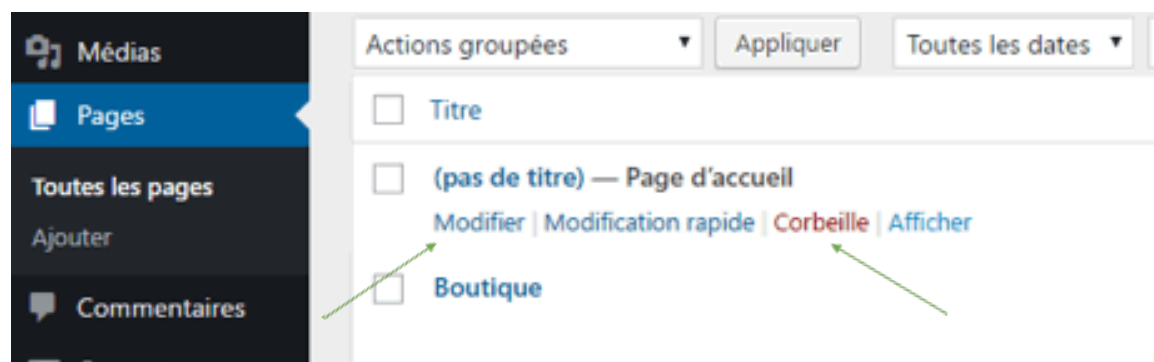 Médias
Pages
Toutes les pages
Ajouter
Commentaires
Actions groupées Appliquer Toutes les dates
Titre
(pas de titre) — Page d'accueil
Modifier | Modification rapide | Corbeille | Afficher
Boutique